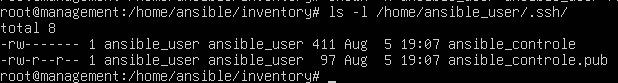 root@management:/home/ansible/inventory# ls -l /home/ansible_user/.ssh/
total 8
-rw------- 1 ansible_user ansible_user 411 Aug  5 19:07 ansible_controle
-rw-r--r-- 1 ansible_user ansible_user  97 Aug  5 19:07 ansible_controle.pub
root@management:/home/ansible/inventory# _